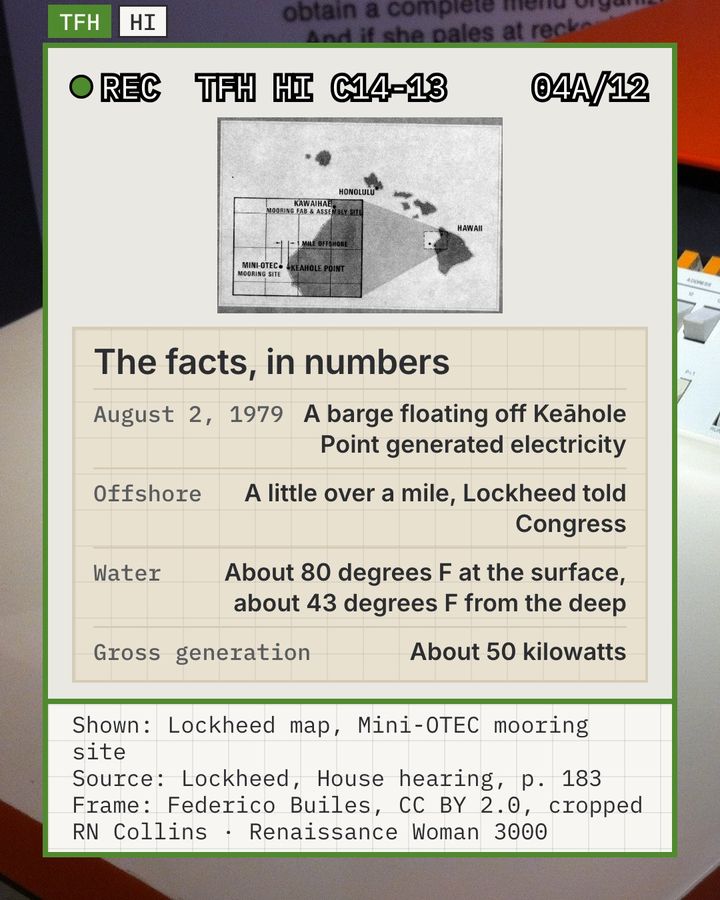 obtain a complete menu
And if she pales at
TFH HI
REC TFH HI C14-13 04A/12
HONOLULU
KAWAIHAE
MOORING FAB & ASSEMBLY SITE
HAWAII
1 MILE OFFSHORE
MINI-OTEC KEAHOLE POINT
MOORING SITE
ADDRESS
The facts, in numbers
August 2, 1979 A barge floating off Keāhole
Point generated electricity
Offshore A little over a mile, Lockheed told
Congress
Water About 80 degrees F at the surface,
about 43 degrees F from the deep
Gross generation About 50 kilowatts
Shown: Lockheed map, Mini-OTEC mooring
site
Source: Lockheed, House hearing, p. 183
Frame: Federico Builes, CC BY 2.0, cropped
RN Collins · Renaissance Woman 3000